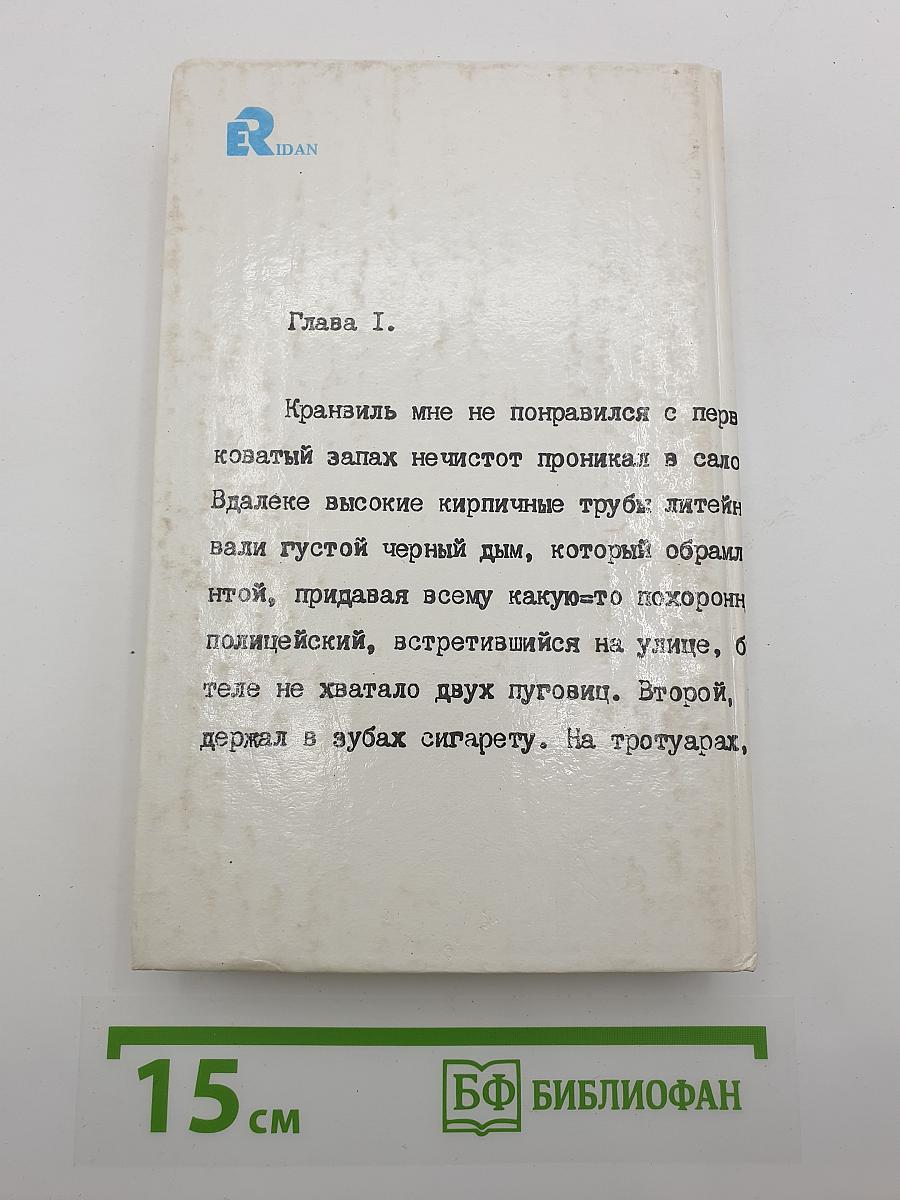 ERIDAN
Глава I.
Кранвиль мне не понравился с перв
коватый запах нечистот проникал в сало
Вдалеке высокие кирпичные трубы литейн
вали густой черный дым, который обрамл
нтой, придавая всему какую=то похоронн
полицейский, встретившийся на улице, б
теле не хватало двух пуговиц. Второй,
держал в зубах сигарету. На тротуарах,
15 см
БФ БИБЛИОФАН